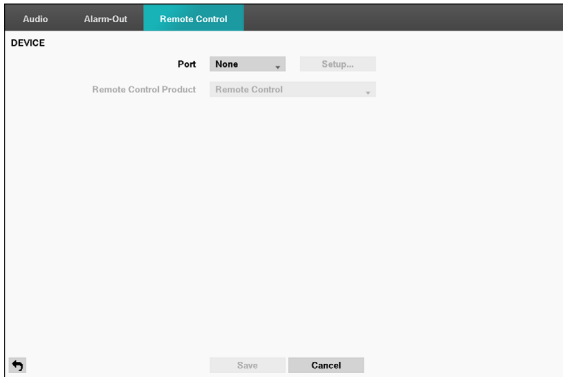 Audio Alarm-Out Remote Control
DEVICE
Port None Setup...
Remote Control Product Remote Control
Save Cancel